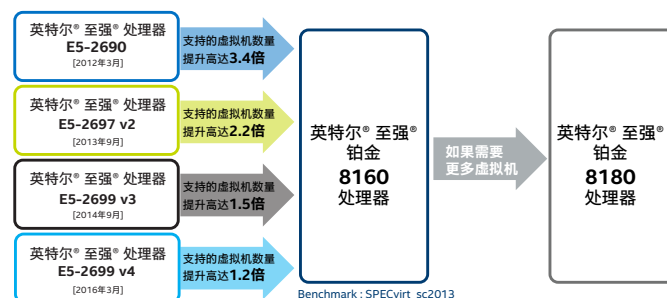 英特尔® 至强® 处理器
E5-2690
[2012年3月]
支持的虚拟机数量
提升高达3.4倍
英特尔® 至强® 处理器
E5-2697 v2
[2013年9月]
支持的虚拟机数量
提升高达2.2倍
英特尔® 至强® 处理器
E5-2699 v3
[2014年9月]
支持的虚拟机数量
提升高达1.5倍
英特尔® 至强® 处理器
E5-2699 v4
[2016年3月]
支持的虚拟机数量
提升高达1.2倍
英特尔® 至强®
铂金
8160
处理器
Benchmark : SPECvirt_sc2013
如果需要
更多虚拟机
英特尔® 至强®
铂金
8180
处理器